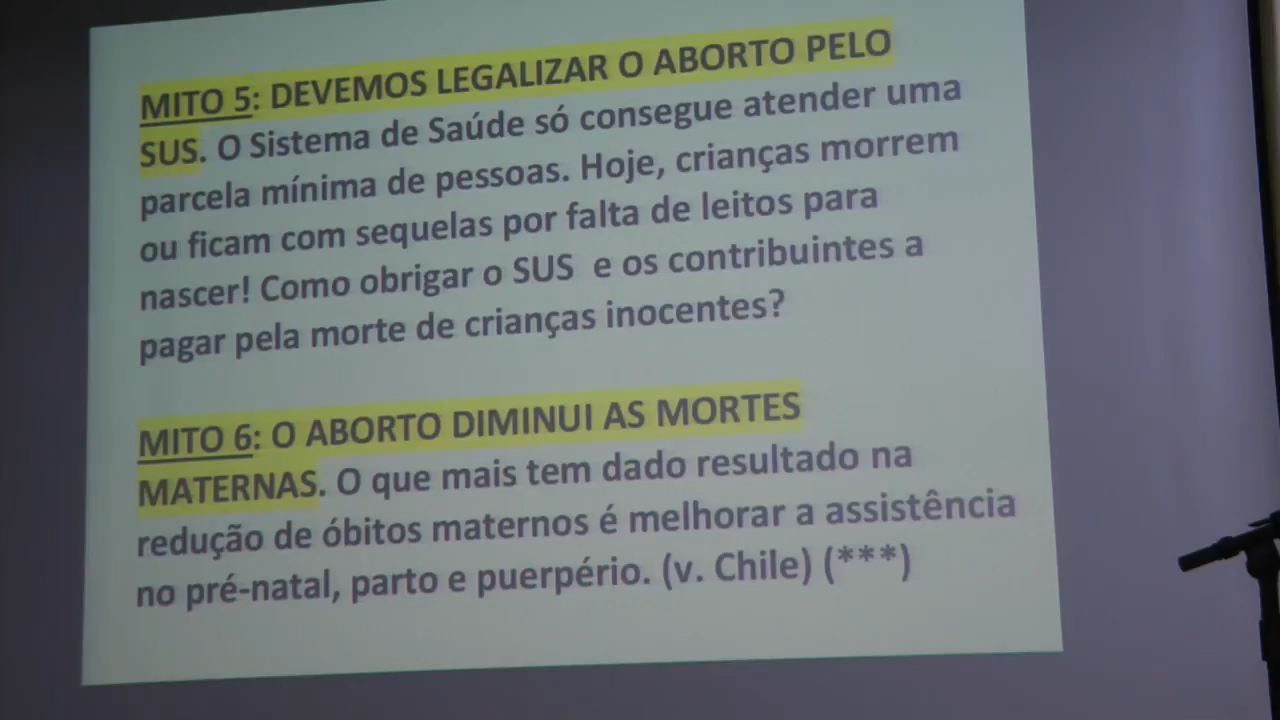 MITO 5: DEVEMOS LEGALIZAR O ABORTO PELO
SUS. O Sistema de Saúde só consegue atender uma
parcela mínima de pessoas. Hoje, crianças morrem
ou ficam com sequelas por falta de leitos para
nascer! Como obrigar o SUS e os contribuintes a
pagar pela morte de crianças inocentes?
MITO 6: O ABORTO DIMINUI AS MORTES
MATERNAS. O que mais tem dado resultado na
redução de óbitos maternos é melhorar a assistência
no pré-natal, parto e puerpério. (v. Chile) (***)